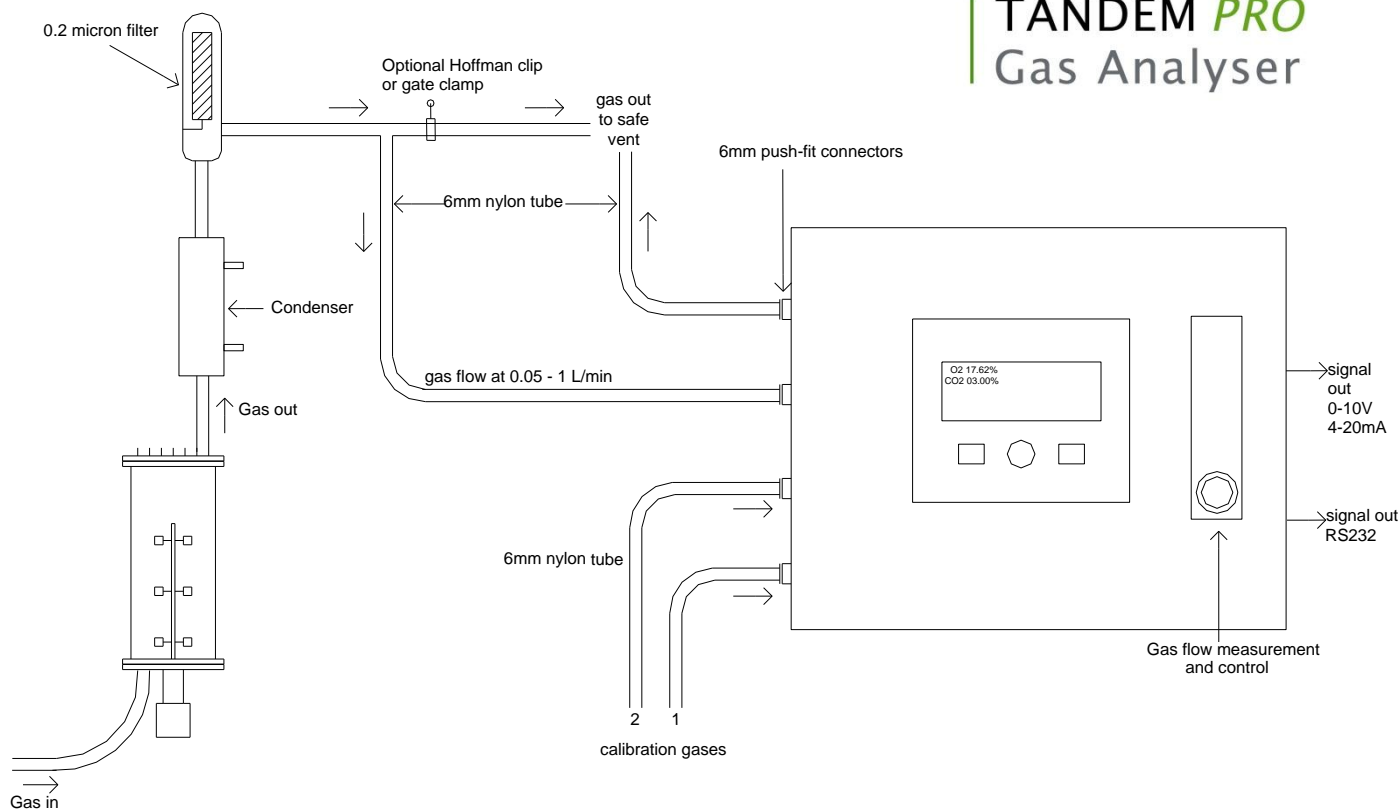 TANDEM PRO
Gas Analyser
0.2 micron filter
Optional Hoffman clip
or gate clamp
gas out
to safe
vent
6mm push-fit connectors
6mm nylon tube
Condenser
gas flow at 0.05 - 1 L/min
Gas out
O2 17.62%
CO2 03.00%
signal
out
0-10V
4-20mA
signal out
RS232
6mm nylon tube
Gas flow measurement
and control
2 1
calibration gases
Gas in